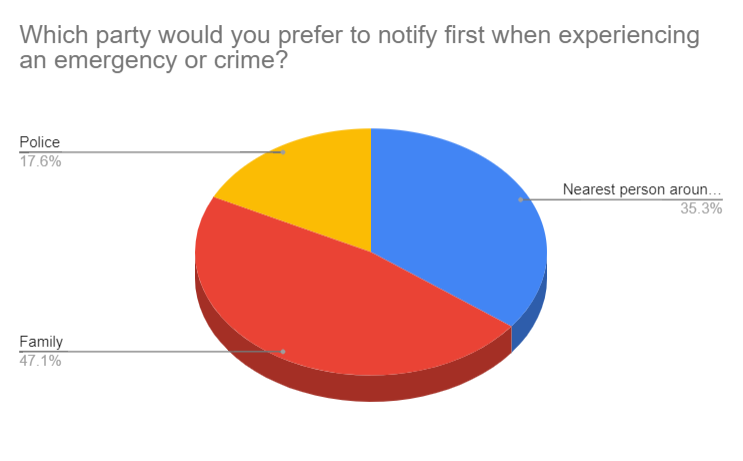 Which party would you prefer to notify first when experiencing
an emergency or crime?
Police
17.6%
Nearest person aroun...
35.3%
Family
47.1%